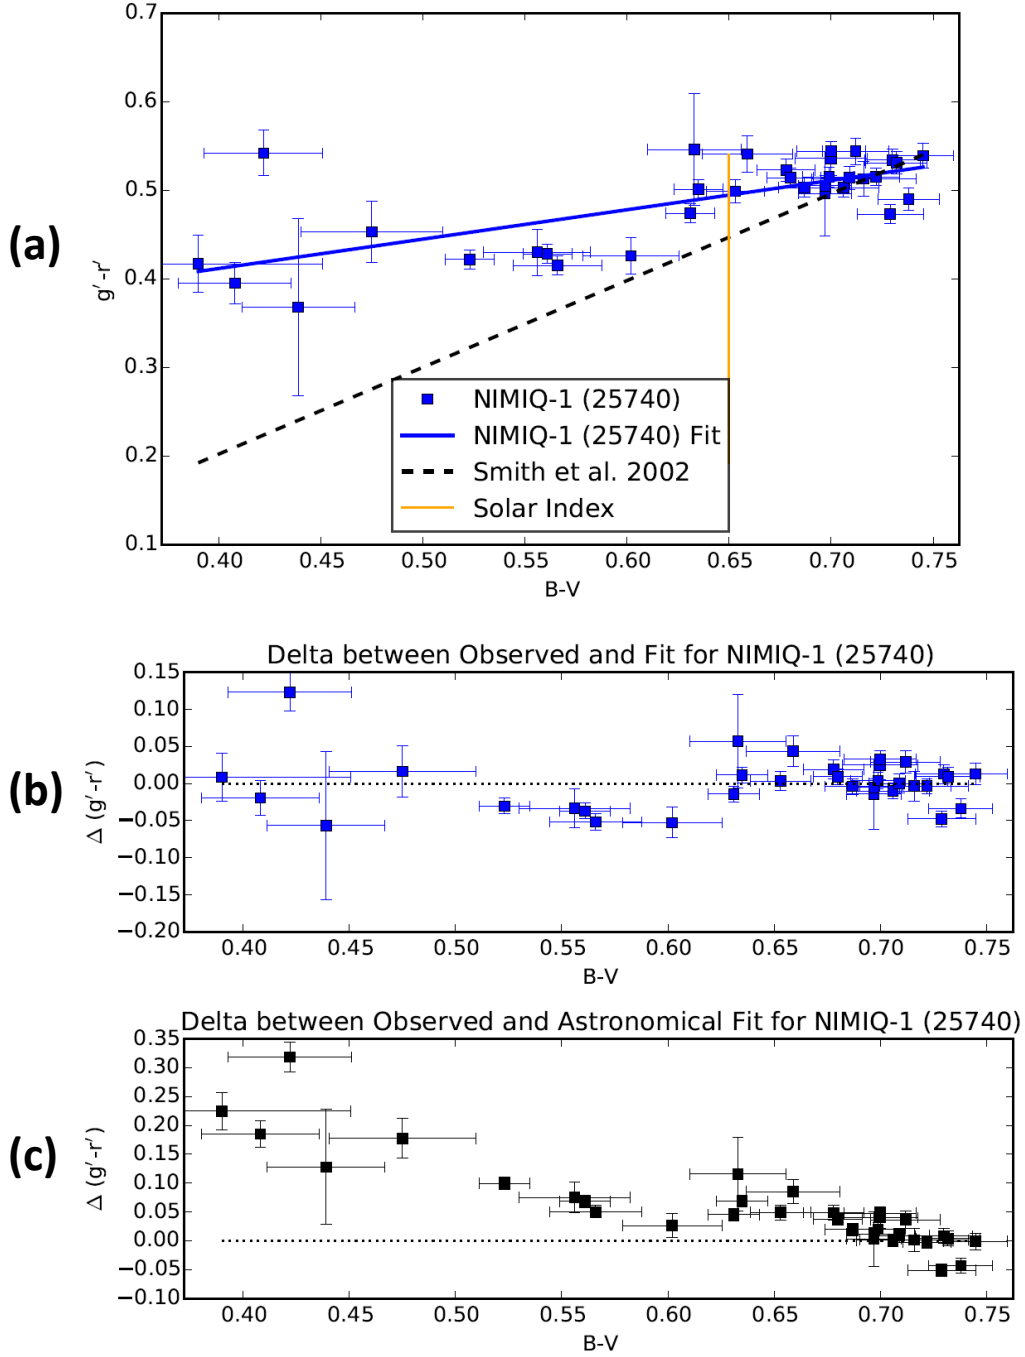 (a)
0.7
0.6
0.5
0.4
0.3
0.2
0.1
g′-r′
NIMIQ-1 (25740)
NIMIQ-1 (25740) Fit
Smith et al. 2002
Solar Index
0.40 0.45 0.50 0.55 0.60 0.65 0.70 0.75
B-V
(b)
Delta between Observed and Fit for NIMIQ-1 (25740)
0.15
0.10
0.05
0.00
−0.05
−0.10
−0.15
−0.20
Δ (g′-r′)
0.40 0.45 0.50 0.55 0.60 0.65 0.70 0.75
B-V
(c)
Delta between Observed and Astronomical Fit for NIMIQ-1 (25740)
0.35
0.30
0.25
0.20
0.15
0.10
0.05
0.00
−0.05
−0.10
Δ (g′-r′)
0.40 0.45 0.50 0.55 0.60 0.65 0.70 0.75
B-V